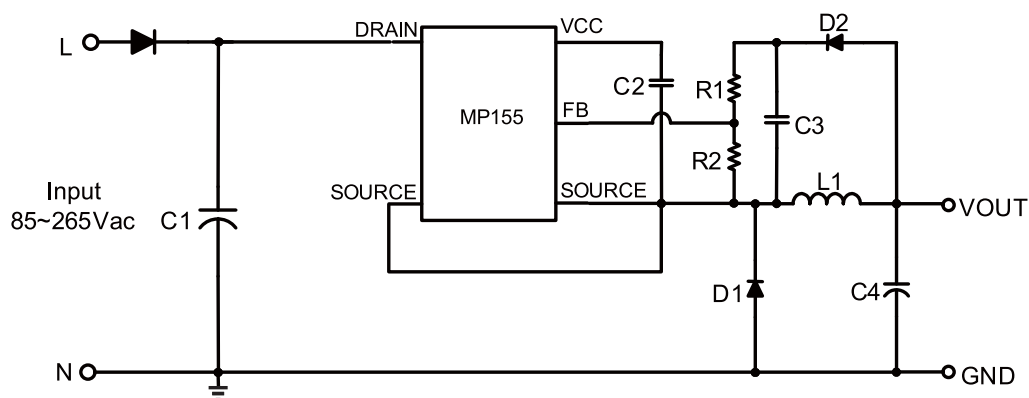 L
DRAIN
VCC
D2
C2
R1
MP155
FB
C3
R2
SOURCE
SOURCE
L1
Input
85~265Vac
C1
VOUT
D1
C4
N
GND